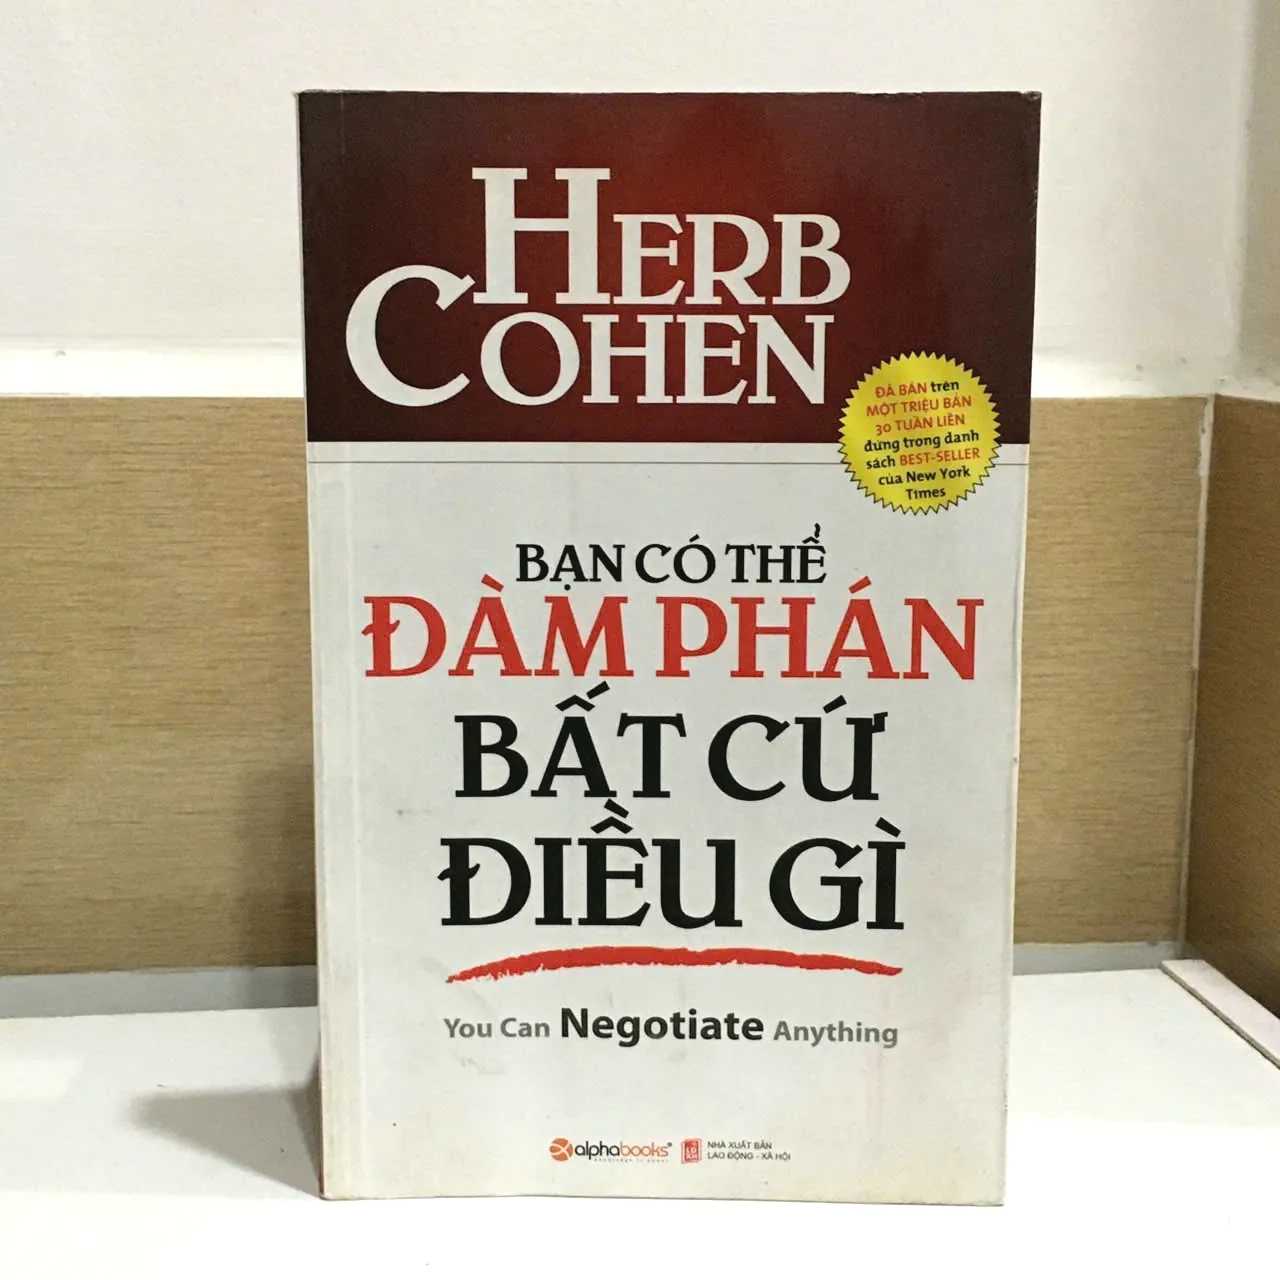 HERB
COHEN
ĐÃ BÁN trên
MỘT TRIỆU BẢN
30 TUẦN LIỀN
đứng trong danh
sách BEST-SELLER
của New York
Times
BẠN CÓ THỂ
ĐÀM PHÁN
BẤT CỨ
ĐIỀU GÌ
You Can Negotiate Anything
alphabooks®
NHÀ XUẤT BẢN
LAO ĐỘNG - XÃ HỘI